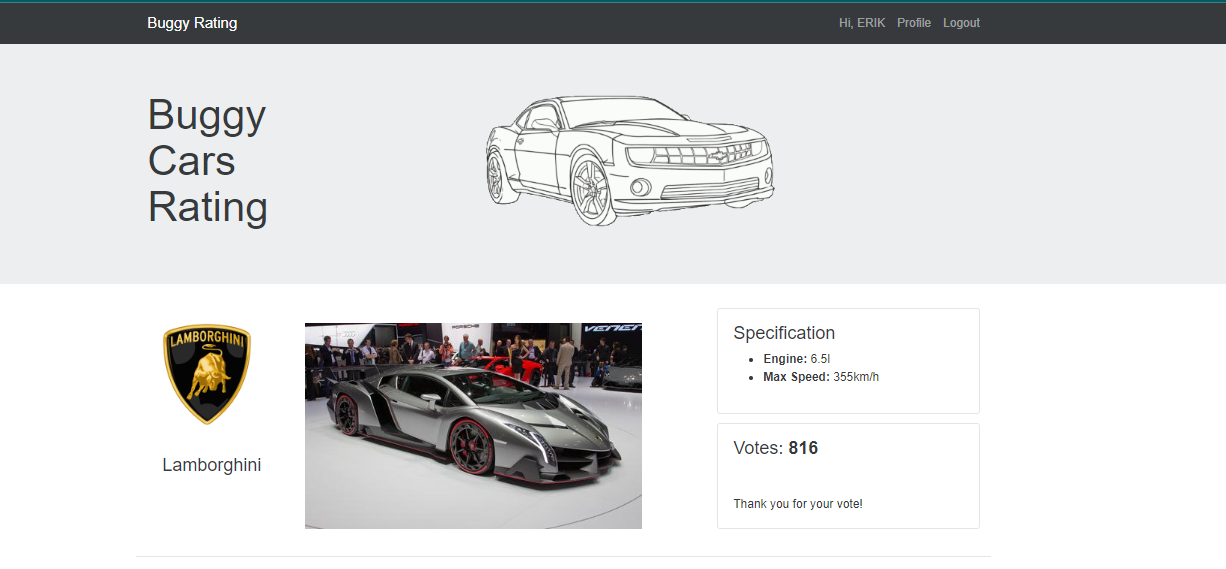 Buggy Rating
Hi, ERIK Profile Logout
Buggy
Cars
Rating
LAMBORGHINI
Lamborghini
PORSCHE
Specification
Engine: 6.5l
Max Speed: 355km/h
Votes: 816
Thank you for your vote!